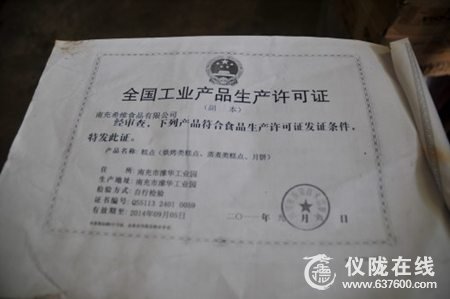 全国工业产品生产许可证
(副 本)
南充希维食品有限公司
经审查,下列产品符合食品生产许可证发证条件,
特发此证。
产品名称:糕点(烘烤类糕点、蒸煮类糕点、月饼)
住 所:南充市潆华工业园
生产地址:南充市潆华工业园
检验方式:自行检验
证书编号:QS5113 2401 0059
有效期至:2014年09月05日
二〇一 年 月 日
仪陇在线
www.637600.com